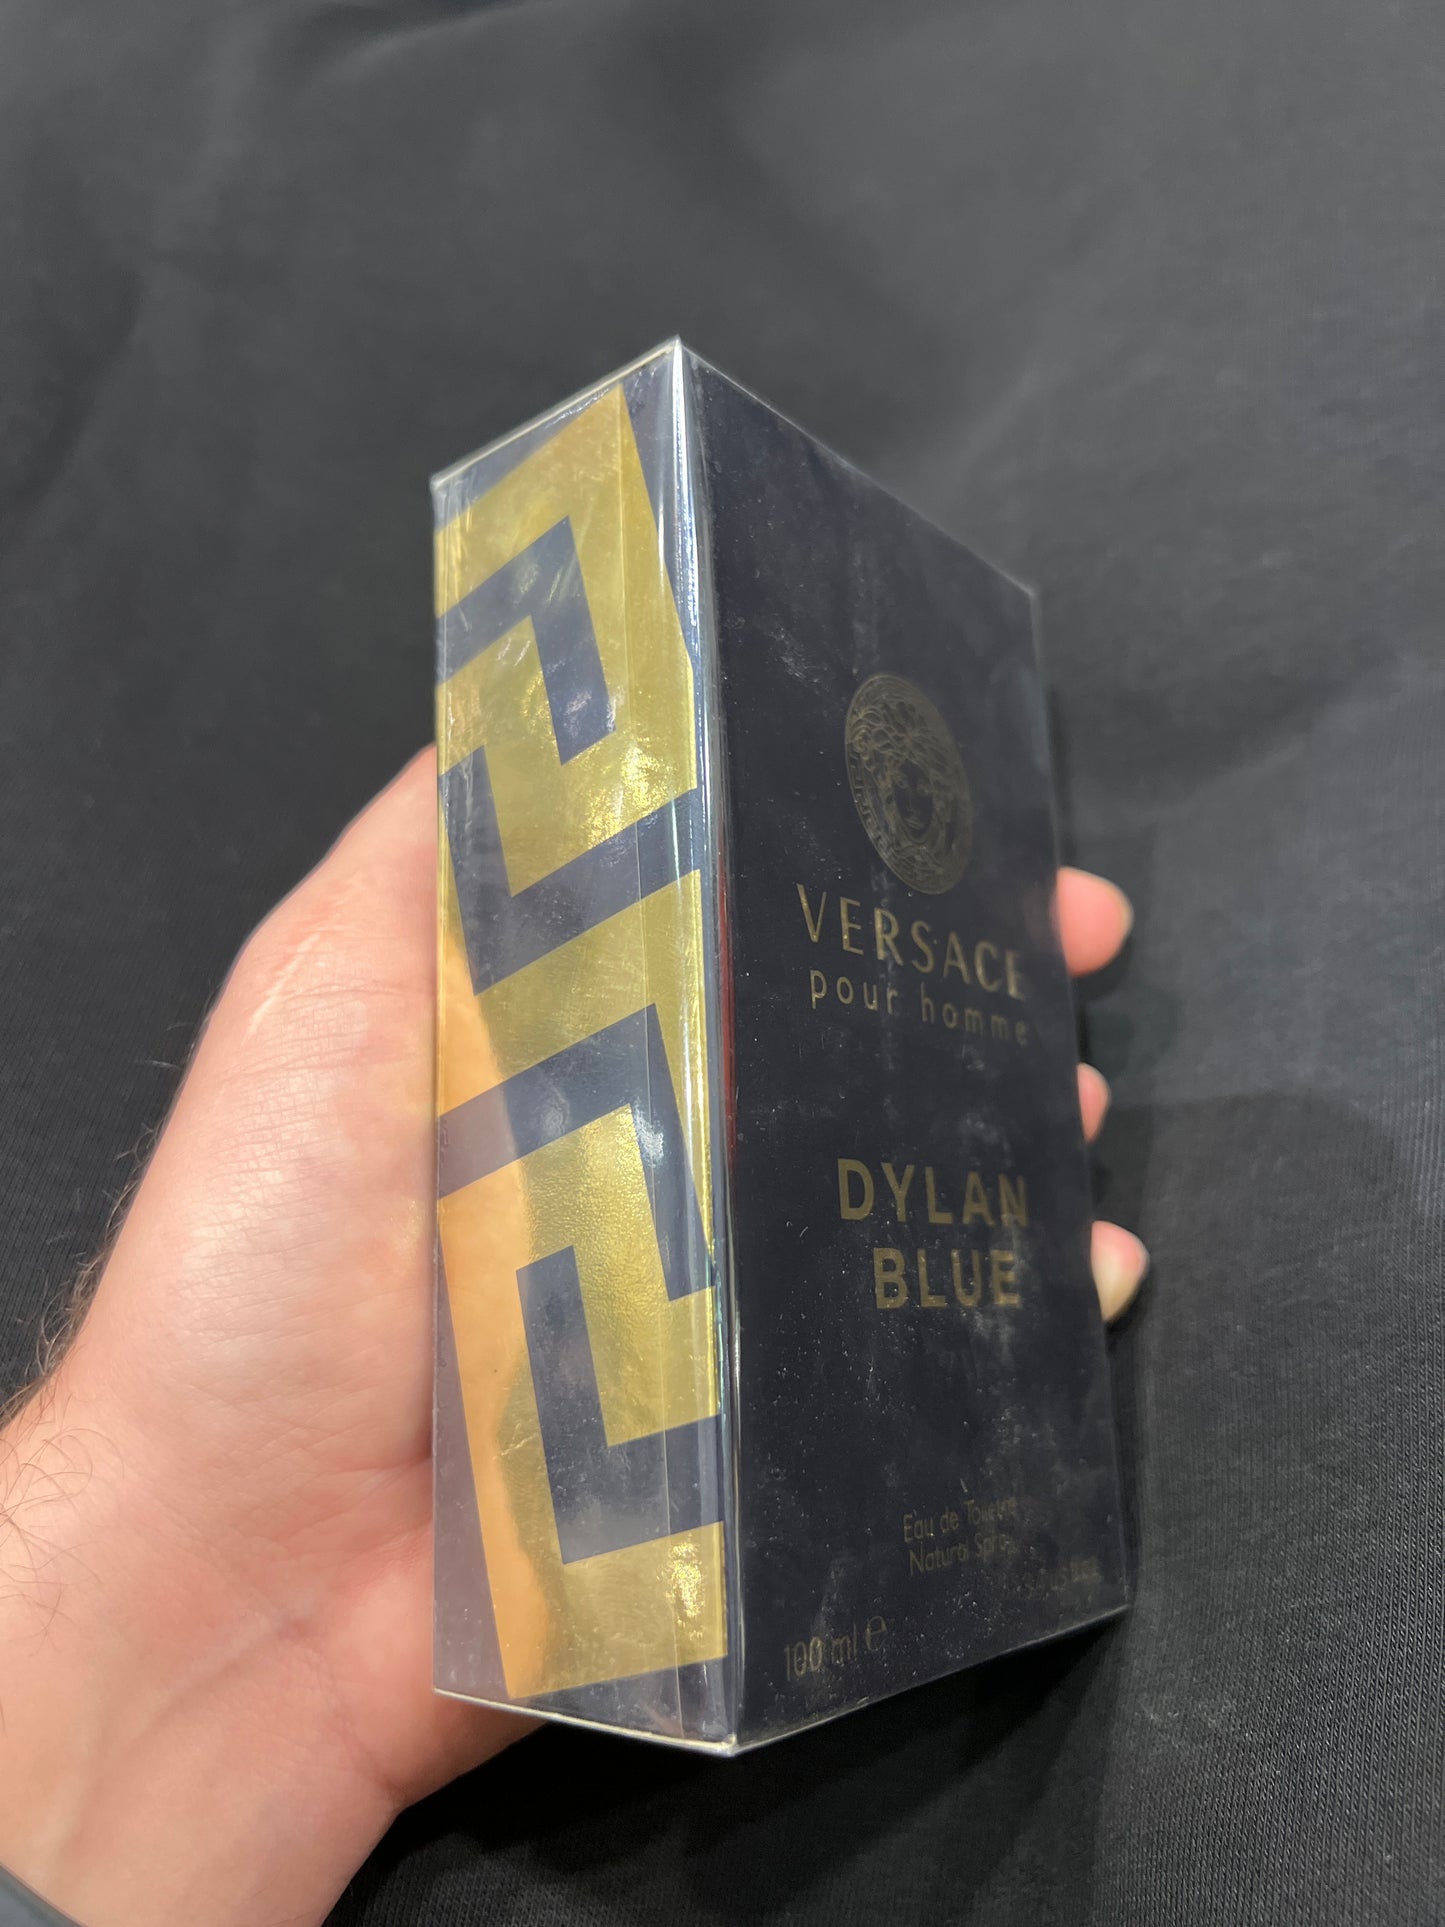 VERSACE
pour homme
DYLAN
BLUE
Eau de Toilette
Natural Spray
100 ml ℮